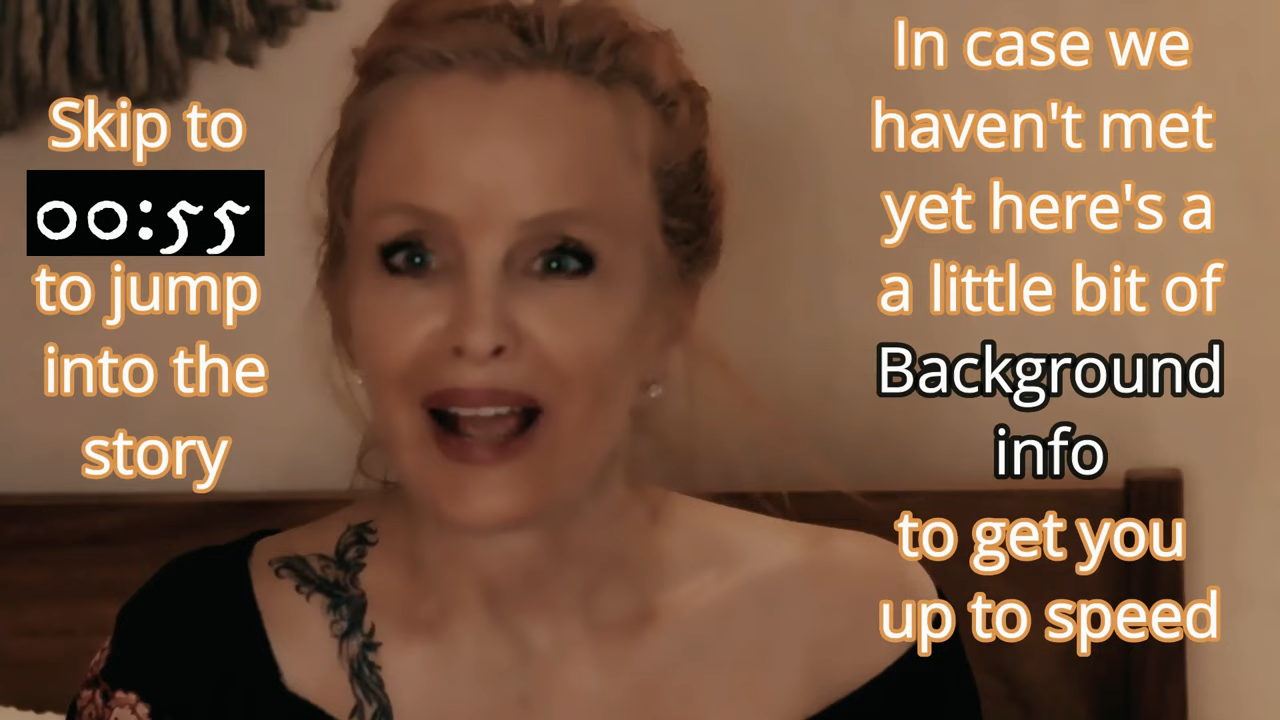 Skip to
00:55
to jump
into the
story
In case we
haven't met
yet here's a
a little bit of
Background
info
to get you
up to speed